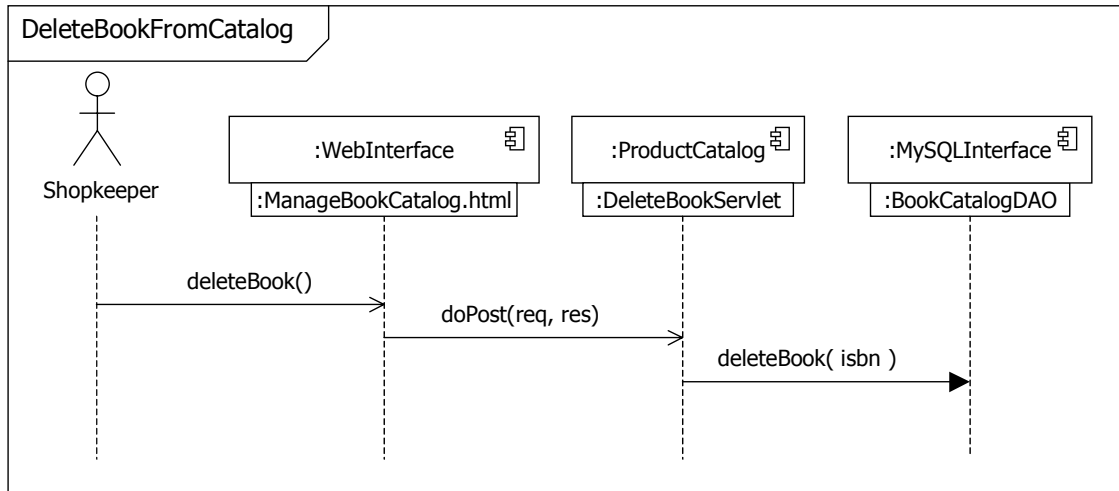 DeleteBookFromCatalog
Shopkeeper
:WebInterface
:ManageBookCatalog.html
:ProductCatalog
:DeleteBookServlet
:MySQLInterface
:BookCatalogDAO
deleteBook()
doPost(req, res)
deleteBook( isbn )